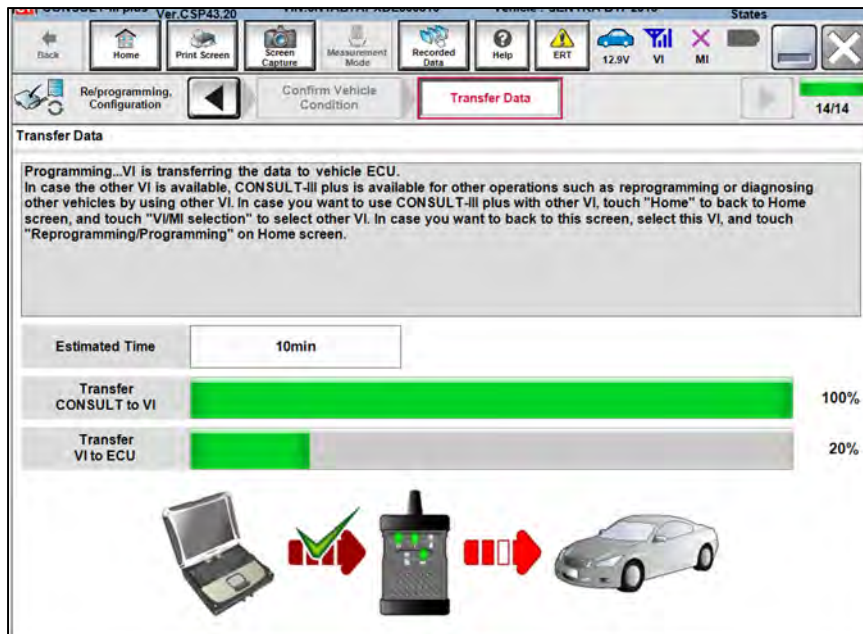 Ver.CSP43.20
States
Back
Home
Print Screen
Screen
Capture
Measurement
Mode
Recorded
Data
Help
ERT
12.9V
VI
MI
Re/programming,
Configuration
Confirm Vehicle
Condition
Transfer Data
14/14
Transfer Data
Programming...VI is transferring the data to vehicle ECU.
In case the other VI is available, CONSULT-III plus is available for other operations such as reprogramming or diagnosing
other vehicles by using other VI. In case you want to use CONSULT-III plus with other VI, touch "Home" to back to Home
screen, and touch "VI/MI selection" to select other VI. In case you want to back to this screen, select this VI, and touch
"Reprogramming/Programming" on Home screen.
Estimated Time
10min
Transfer
CONSULT to VI
100%
Transfer
VI to ECU
20%